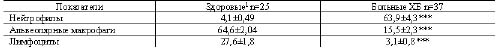 Показатели Здоровые¹ n=25 Больные ХБ n=37
Нейтрофилы 4,1±0,49 63,9±4,3***
Альвеолярные макрофаги 64,6±2,04 15,5±2,3***
Лимфоциты 27,6±1,8 3,1±0,8***